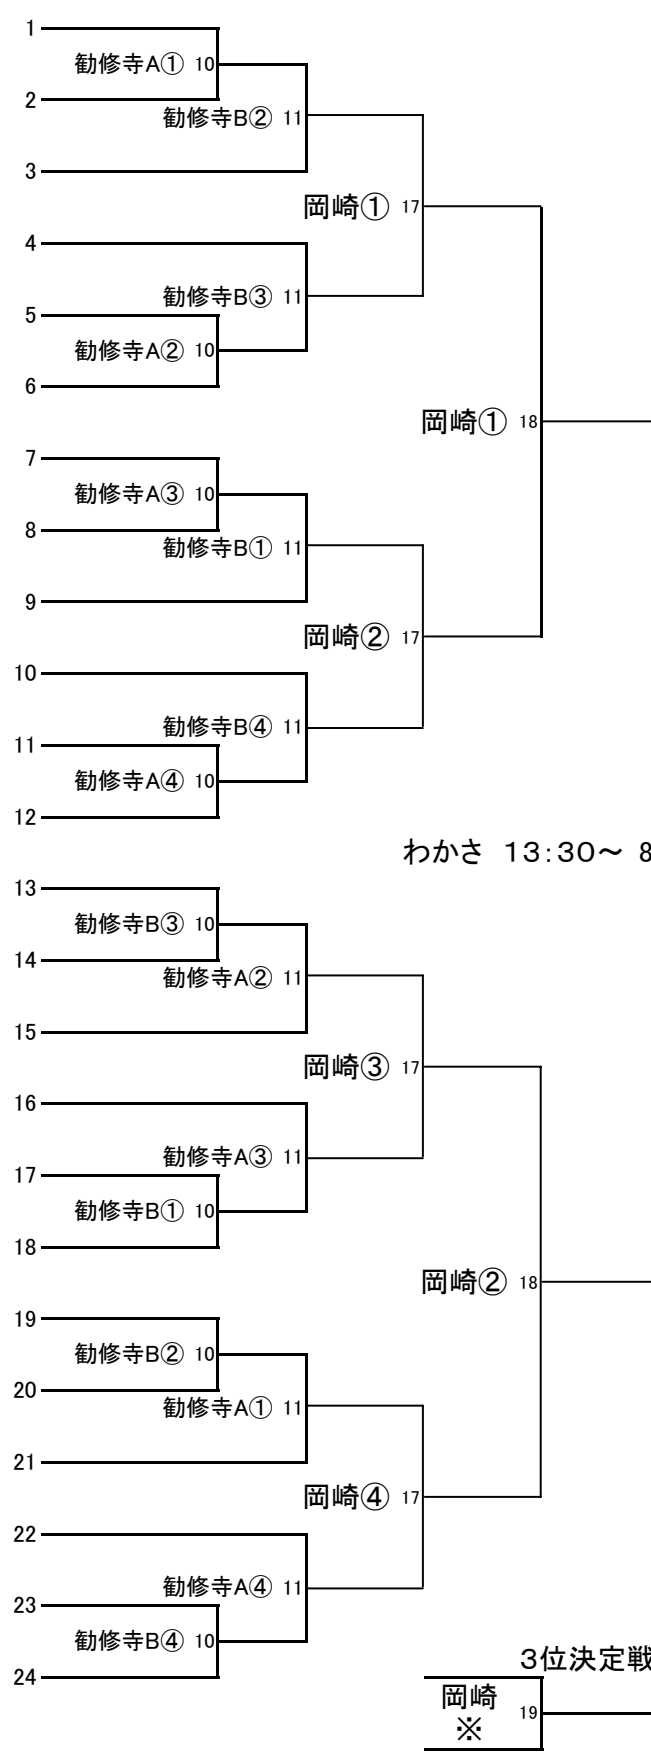 1
勧修寺A① 10
2
勧修寺B② 11
3
岡崎① 17
4
勧修寺B③ 11
5
勧修寺A② 10
6
岡崎① 18
7
勧修寺A③ 10
8
勧修寺B① 11
9
岡崎② 17
10
勧修寺B④ 11
11
勧修寺A④ 10
12
わかさ 13:30～ 8
13
勧修寺B③ 10
14
勧修寺A② 11
15
岡崎③ 17
16
勧修寺A③ 11
17
勧修寺B① 10
18
岡崎② 18
19
勧修寺B② 10
20
勧修寺A① 11
21
岡崎④ 17
22
勧修寺A④ 11
23
勧修寺B④ 10
24
3位決定戦
岡崎 19
※